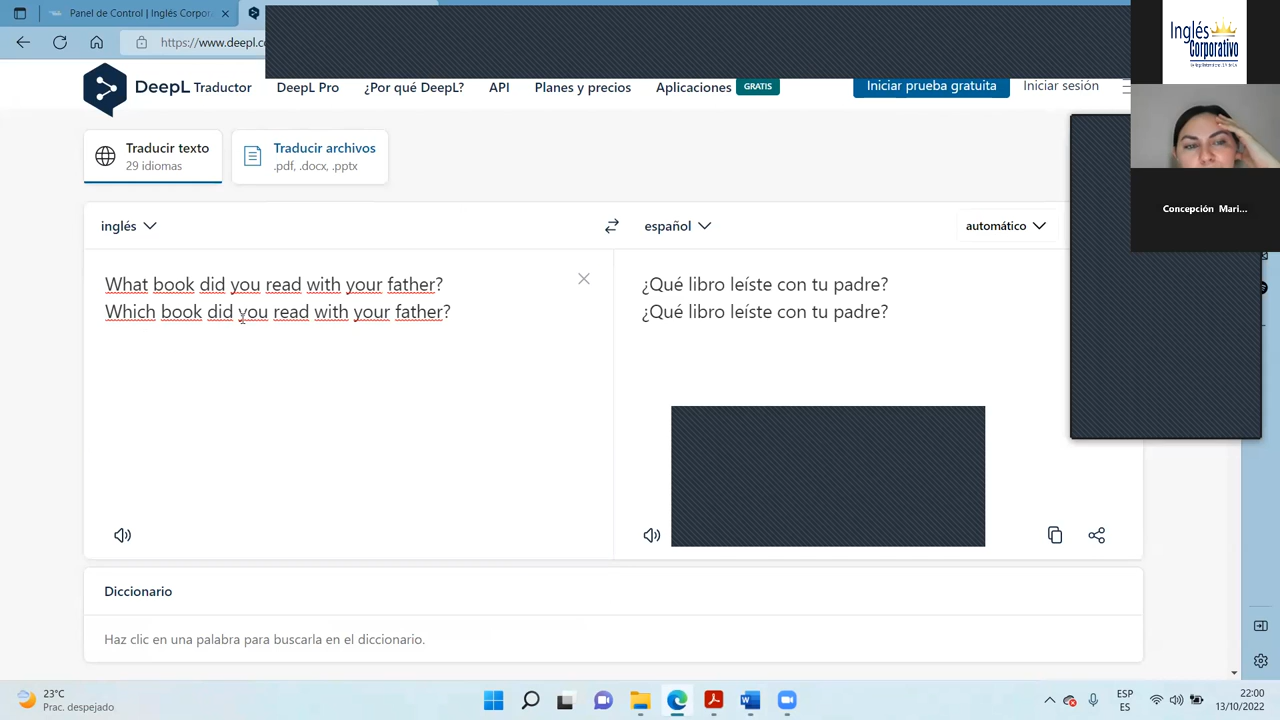 Panel de Control | Inglés Corpor
https://www.deepl.c
DeepL Traductor
DeepL Pro
¿Por qué DeepL?
API
Planes y precios
Aplicaciones
GRATIS
Iniciar prueba gratuita
Iniciar sesión
Inglés
Corporativo
Concepción Mari...
Traducir texto
29 idiomas
Traducir archivos
.pdf, .docx, .pptx
inglés
español
automático
What book did you read with your father?
Which book did you read with your father?
¿Qué libro leíste con tu padre?
¿Qué libro leíste con tu padre?
Diccionario
Haz clic en una palabra para buscarla en el diccionario.
23°C
Prac. despejado
ESP
ES
22:00
13/10/2022